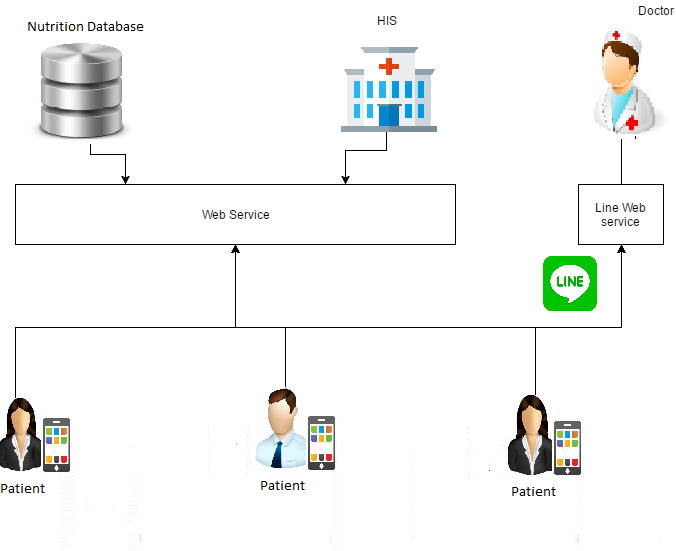 Nutrition Database
HIS
Doctor
Web Service
Line Web
service
LINE
Patient
Patient
Patient